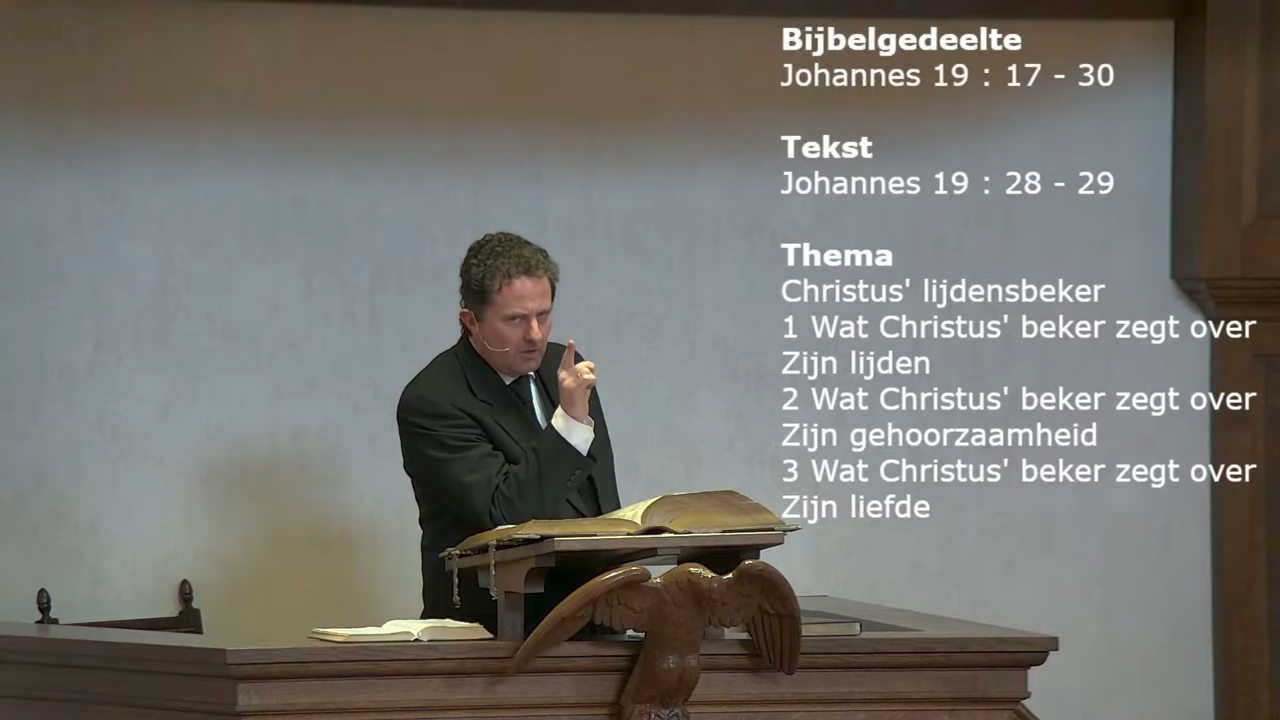 Bijbelgedeelte
Johannes 19 : 17 - 30
Tekst
Johannes 19 : 28 - 29
Thema
Christus' lijdensbeker
1 Wat Christus' beker zegt over
Zijn lijden
2 Wat Christus' beker zegt over
Zijn gehoorzaamheid
3 Wat Christus' beker zegt over
Zijn liefde